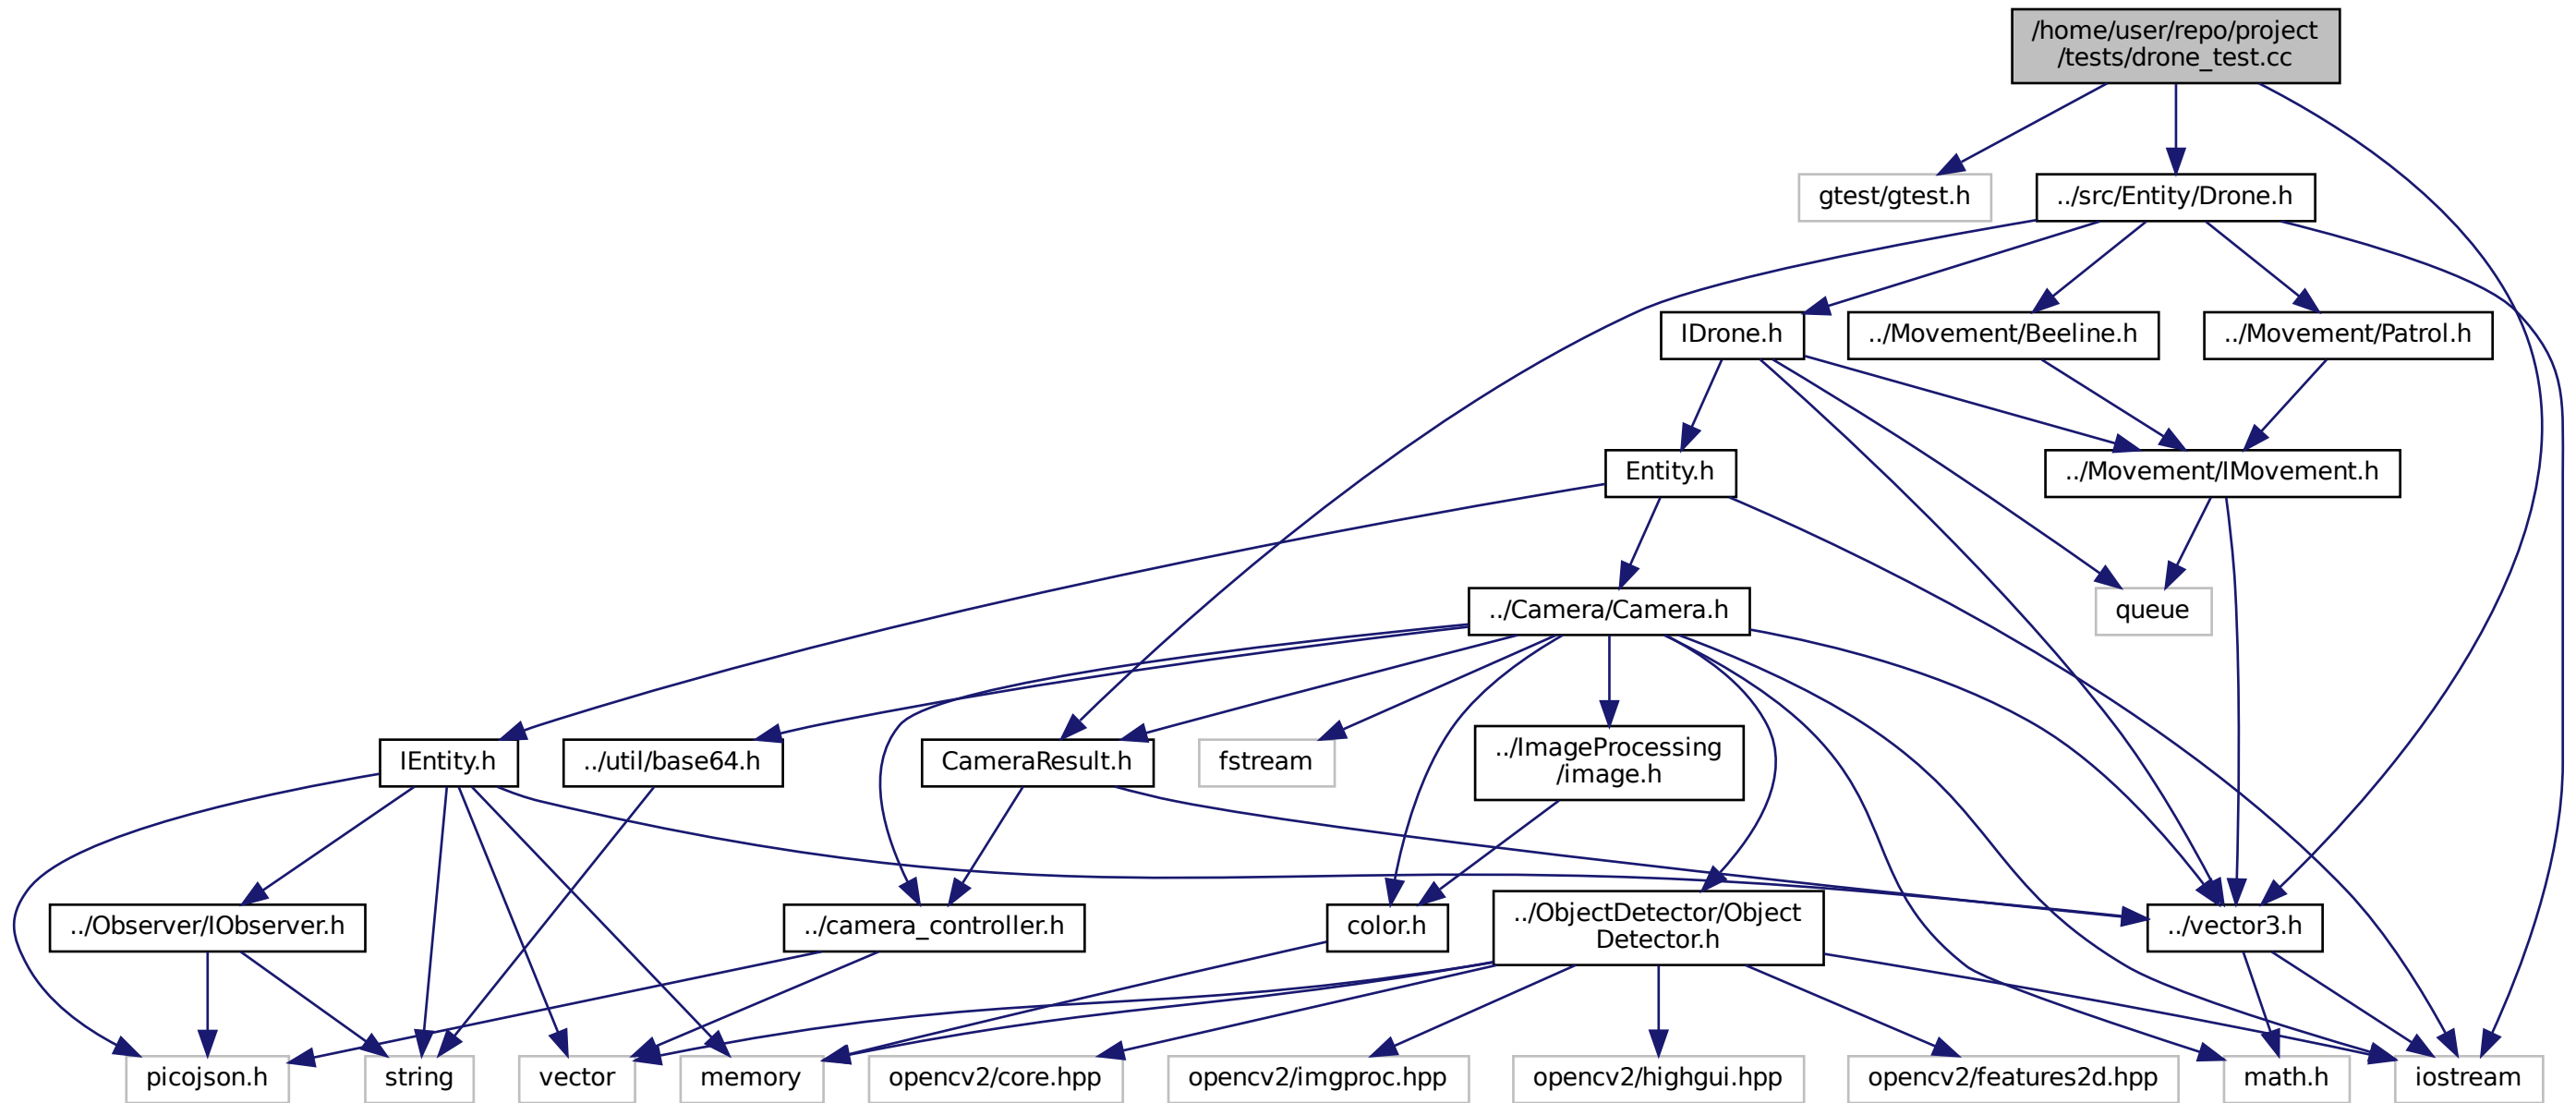 /home/user/repo/project
/tests/drone_test.cc
gtest/gtest.h
../src/Entity/Drone.h
IDrone.h
../Movement/Beeline.h
../Movement/Patrol.h
Entity.h
../Movement/IMovement.h
../Camera/Camera.h
queue
IEntity.h
../util/base64.h
CameraResult.h
fstream
../ImageProcessing
/image.h
../Observer/IObserver.h
../camera_controller.h
color.h
../ObjectDetector/Object
Detector.h
../vector3.h
picojson.h
string
vector
memory
opencv2/core.hpp
opencv2/imgproc.hpp
opencv2/highgui.hpp
opencv2/features2d.hpp
math.h
iostream